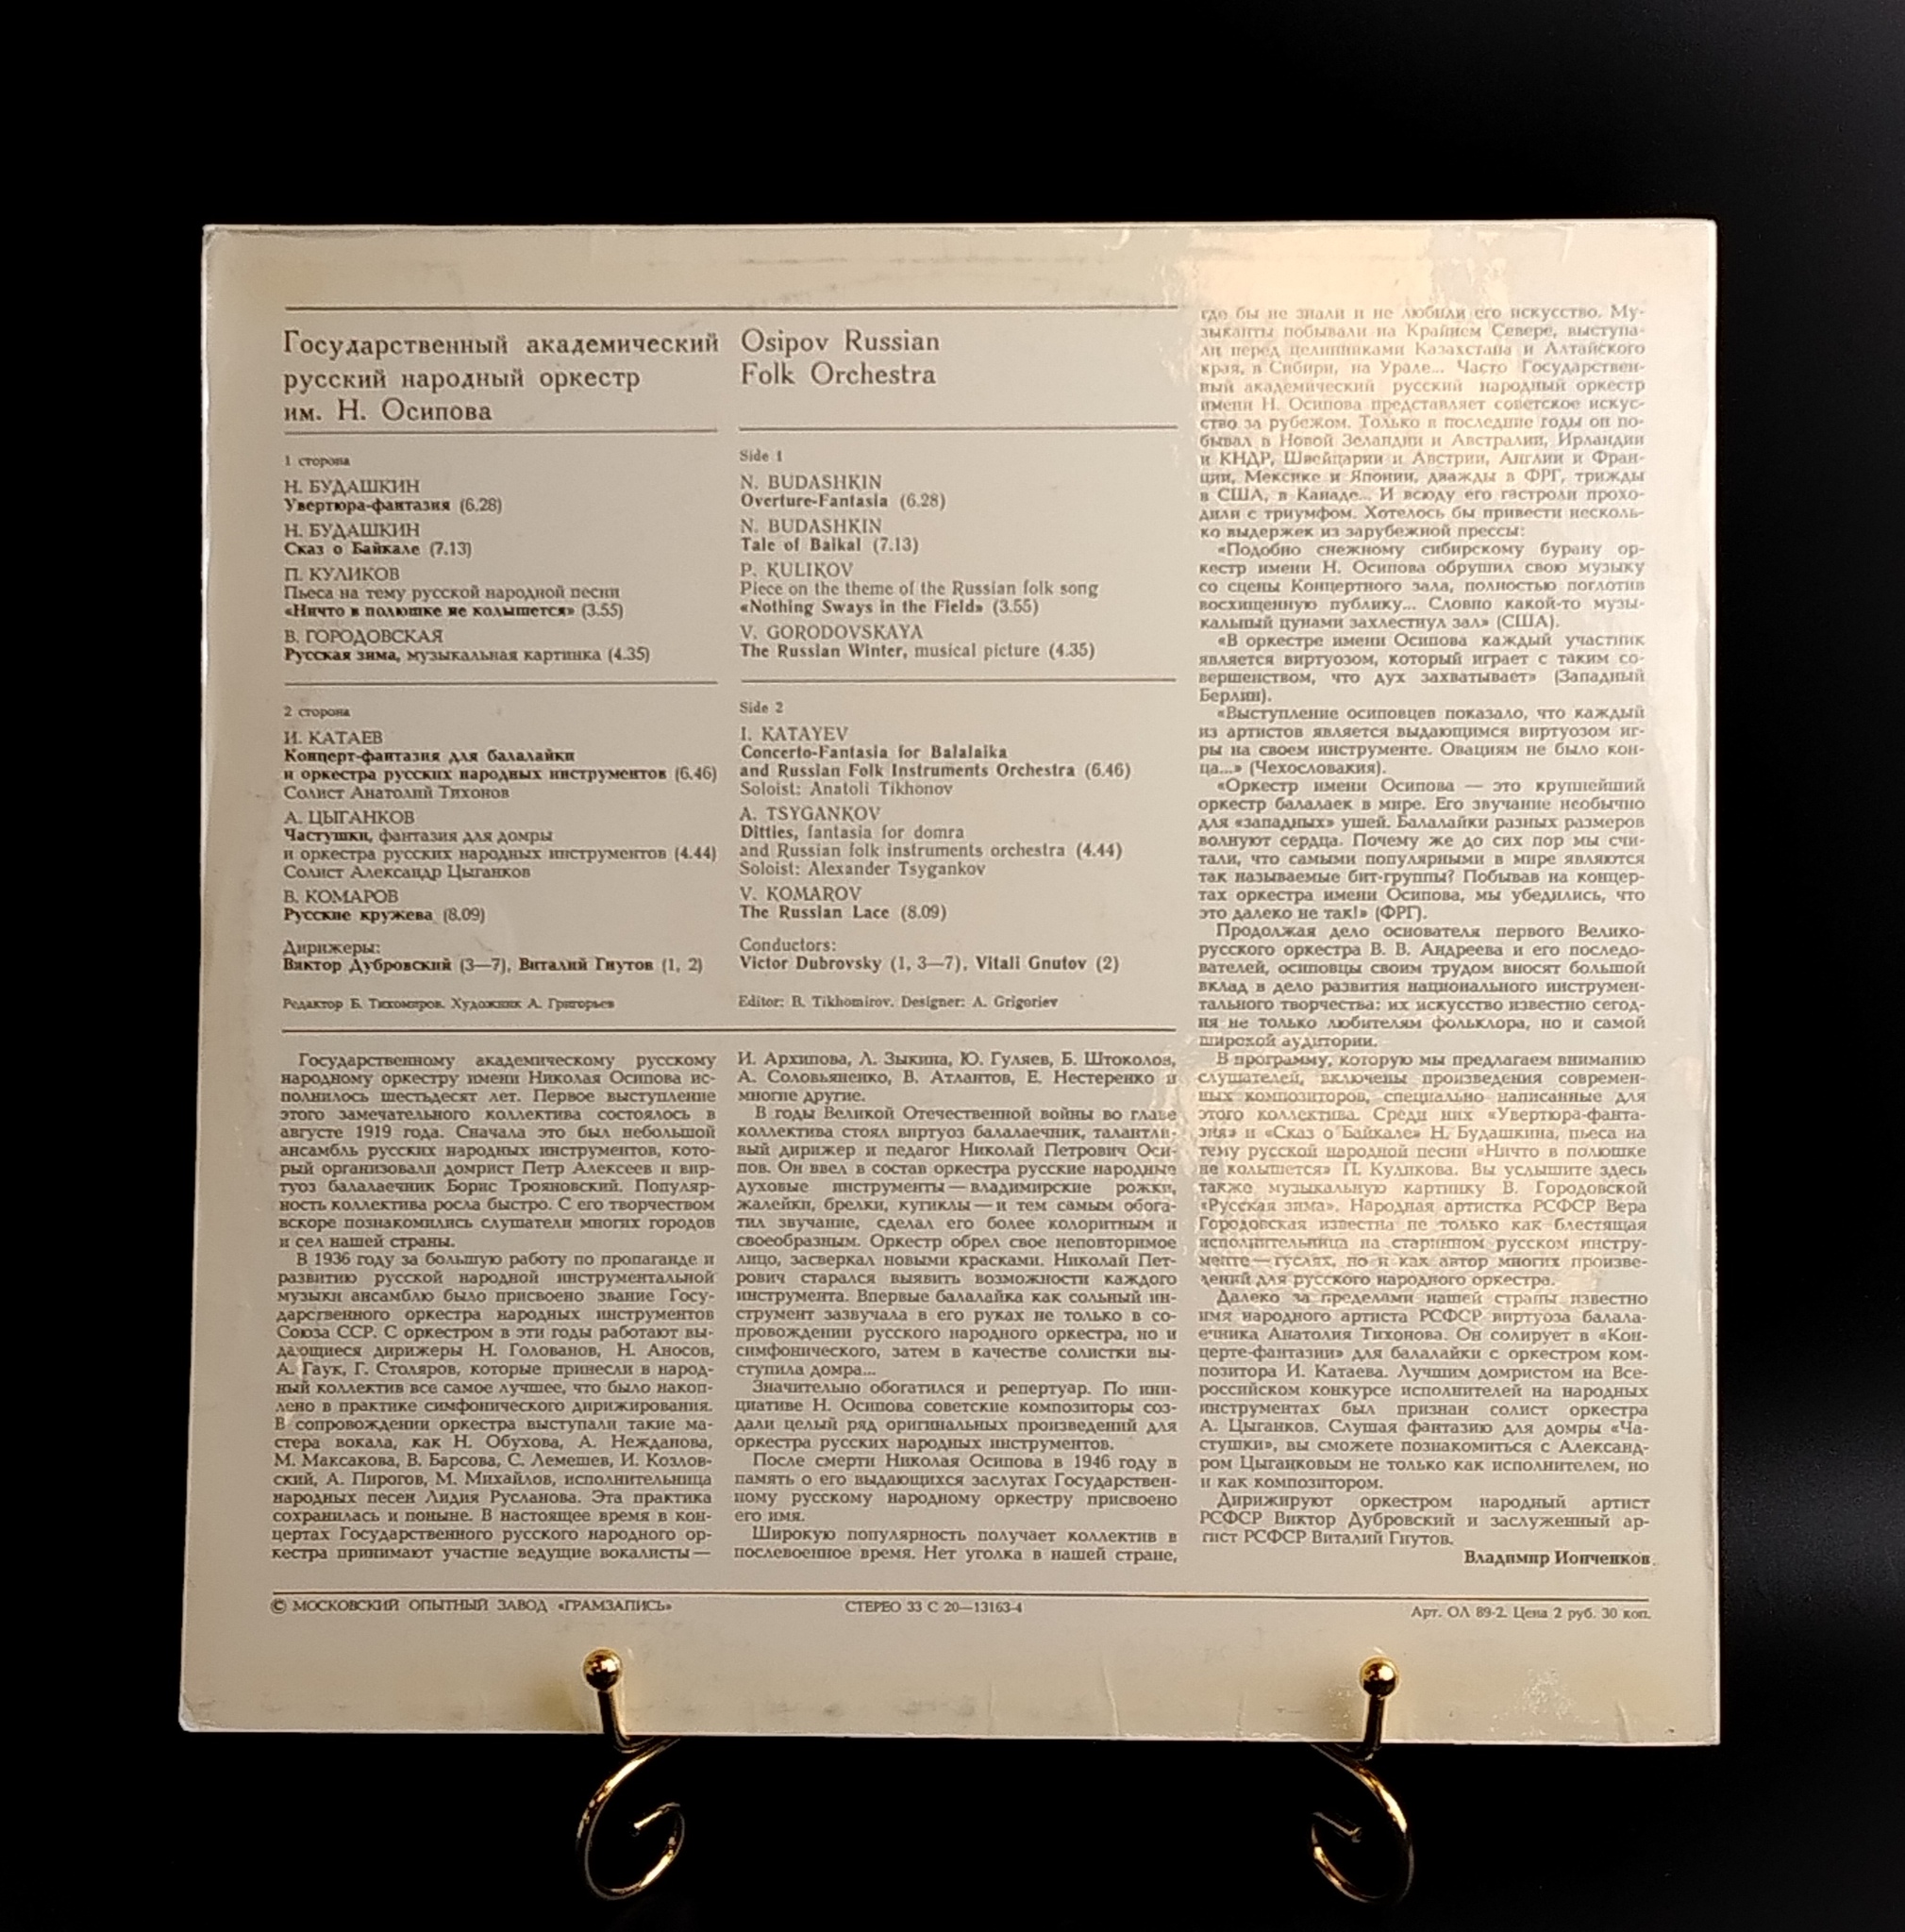 Государственный академический
русский народный оркестр
им. Н. Осипова
1 сторона
Н. БУДАШКИН
Увертюра-фантазия (6.28)
Н. БУДАШКИН
Сказ о Байкале (7.13)
П. КУЛИКОВ
Пьеса на тему русской народной песни
«Ничто в полюшке не колышется» (3.55)
В. ГОРОДОВСКАЯ
Русская зима, музыкальная картинка (4.35)
2 сторона
И. КАТАЕВ
Концерт-фантазия для балалайки
и оркестра русских народных инструментов (6.46)
Солист Анатолий Тихонов
А. ЦЫГАНКОВ
Частушки, фантазия для домры
и оркестра русских народных инструментов (4.44)
Солист Александр Цыганков
В. КОМАРОВ
Русские кружева (8.09)
Дирижеры:
Виктор Дубровский (3—7), Виталий Гнутов (1, 2)
Редактор Б. Тихомиров. Художник А. Григорьев
Osipov Russian
Folk Orchestra
Side 1
N. BUDASHKIN
Overture-Fantasia (6.28)
N. BUDASHKIN
Tale of Baikal (7.13)
P. KULIKOV
Piece on the theme of the Russian folk song
«Nothing Sways in the Field» (3.55)
V. GORODOVSKAYA
The Russian Winter, musical picture (4.35)
Side 2
I. KATAYEV
Concerto-Fantasia for Balalaika
and Russian Folk Instruments Orchestra (6.46)
Soloist: Anatoli Tikhonov
A. TSYGANKOV
Ditties, fantasia for domra
and Russian folk instruments orchestra (4.44)
Soloist: Alexander Tsygankov
V. KOMAROV
The Russian Lace (8.09)
Conductors:
Victor Dubrovsky (1, 3—7), Vitali Gnutov (2)
Editor: B. Tikhomirov. Designer: A. Grigoriev
Государственному академическому русскому
народному оркестру имени Николая Осипова ис-
полнилось шестьдесят лет. Первое выступление
этого замечательного коллектива состоялось в
августе 1919 года. Сначала это был небольшой
ансамбль русских народных инструментов, кото-
рый организовали домрист Петр Алексеев и вир-
туоз балалаечник Борис Трояновский. Популяр-
ность коллектива росла быстро. С его творчеством
вскоре познакомились слушатели многих городов
и сел нашей страны.
В 1936 году за большую работу по пропаганде и
развитию русской народной инструментальной
музыки ансамблю было присвоено звание Госу-
дарственного оркестра народных инструментов
Союза ССР. С оркестром в эти годы работают вы-
дающиеся дирижеры Н. Голованов, Н. Аносов,
А. Гаук, Г. Столяров, которые принесли в народ-
ный коллектив все самое лучшее, что было накоп-
лено в практике симфонического дирижирования.
В сопровождении оркестра выступали такие ма-
стера вокала, как Н. Обухова, А. Нежданова,
М. Максакова, В. Барсова, С. Лемешев, И. Козлов-
ский, А. Пирогов, М. Михайлов, исполнительница
народных песен Лидия Русланова. Эта практика
сохранилась и поныне. В настоящее время в кон-
цертах Государственного русского народного ор-
кестра принимают участие ведущие вокалисты —
И. Архипова, Л. Зыкина, Ю. Гуляев, Б. Штоколов,
А. Соловьяненко, В. Атлантов, Е. Нестеренко и
многие другие.
В годы Великой Отечественной войны во главе
коллектива стоял виртуоз балалаечник, талантли-
вый дирижер и педагог Николай Петрович Оси-
пов. Он ввел в состав оркестра русские народные
духовые инструменты — владимирские рожки,
жалейки, брелки, кугиклы — и тем самым обога-
тил звучание, сделал его более колоритным и
своеобразным. Оркестр обрел свое неповторимое
лицо, засверкал новыми красками. Николай Пет-
рович старался выявить возможности каждого
инструмента. Впервые балалайка как сольный ин-
струмент зазвучала в его руках не только в со-
провождении русского народного оркестра, но и
симфонического, затем в качестве солистки вы-
ступила домра...
Значительно обогатился и репертуар. По ини-
циативе Н. Осипова советские композиторы соз-
дали целый ряд оригинальных произведений для
оркестра русских народных инструментов.
После смерти Николая Осипова в 1946 году в
память о его выдающихся заслугах Государствен-
ному русскому народному оркестру присвоено
его имя.
Широкую популярность получает коллектив в
послевоенное время. Нет уголка в нашей стране,
где бы не знали и не любили его искусство. Му-
зыканты побывали на Крайнем Севере, выступа-
ли перед целинниками Казахстана и Алтайского
края, в Сибири, на Урале... Часто Государствен-
ный академический русский народный оркестр
имени Н. Осипова представляет советское искус-
ство за рубежом. Только в последние годы он по-
бывал в Новой Зеландии и Австралии, Ирландии
и КНДР, Швейцарии и Австрии, Англии и Фран-
ции, Мексике и Японии, дважды в ФРГ, трижды
в США, в Канаде... И всюду его гастроли прохо-
дили с триумфом. Хотелось бы привести несколь-
ко выдержек из зарубежной прессы:
«Подобно снежному сибирскому бурану ор-
кестр имени Н. Осипова обрушил свою музыку
со сцены Концертного зала, полностью поглотив
восхищенную публику... Словно какой-то музы-
кальный цунами захлестнул зал» (США).
«В оркестре имени Осипова каждый участник
является виртуозом, который играет с таким со-
вершенством, что дух захватывает» (Западный
Берлин).
«Выступление осиповцев показало, что каждый
из артистов является выдающимся виртуозом иг-
ры на своем инструменте. Овациям не было кон-
ца...» (Чехословакия).
«Оркестр имени Осипова — это крупнейший
оркестр балалаек в мире. Его звучание необычно
для «западных» ушей. Балалайки разных размеров
волнуют сердца. Почему же до сих пор мы счи-
тали, что самыми популярными в мире являются
так называемые бит-группы? Побывав на концер-
тах оркестра имени Осипова, мы убедились, что
это далеко не так!» (ФРГ).
Продолжая дело основателя первого Велико-
русского оркестра В. В. Андреева и его последо-
вателей, осиповцы своим трудом вносят большой
вклад в дело развития национального инструмен-
тального творчества: их искусство известно сегод-
ня не только любителям фольклора, но и самой
широкой аудитории.
В программу, которую мы предлагаем вниманию
слушателей, включены произведения современ-
ных композиторов, специально написанные для
этого коллектива. Среди них «Увертюра-фанта-
зия» и «Сказ о Байкале» Н. Будашкина, пьеса на
тему русской народной песни «Ничто в полюшке
не колышется» П. Куликова. Вы услышите здесь
также музыкальную картинку В. Городовской
«Русская зима». Народная артистка РСФСР Вера
Городовская известна не только как блестящая
исполнительница на старинном русском инстру-
менте — гуслях, но и как автор многих произве-
дений для русского народного оркестра.
Далеко за пределами нашей страны известно
имя народного артиста РСФСР виртуоза балала-
ечника Анатолия Тихонова. Он солирует в «Кон-
церте-фантазии» для балалайки с оркестром ком-
позитора И. Катаева. Лучшим домристом на Все-
российском конкурсе исполнителей на народных
инструментах был признан солист оркестра
А. Цыганков. Слушая фантазию для домры «Ча-
стушки», вы сможете познакомиться с Александ-
ром Цыганковым не только как исполнителем, но
и как композитором.
Дирижируют оркестром народный артист
РСФСР Виктор Дубровский и заслуженный ар-
тист РСФСР Виталий Гнутов.
Владимир Ионченков
© МОСКОВСКИЙ ОПЫТНЫЙ ЗАВОД «ГРАМЗАПИСЬ»
СТЕРЕО 33 С 20—13163-4
Арт. ОЛ 89-2. Цена 2 руб. 30 коп.